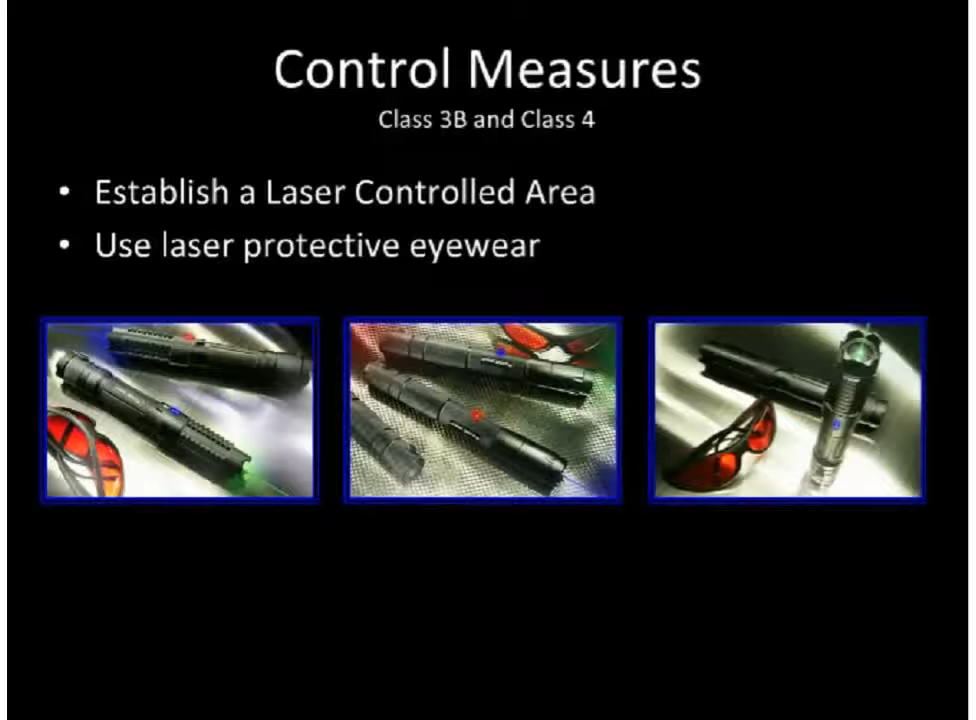 Control Measures
Class 3B and Class 4
• Establish a Laser Controlled Area
• Use laser protective eyewear